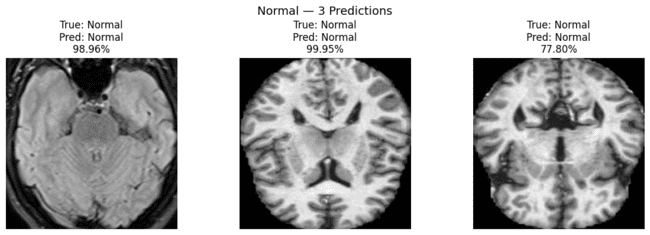 Normal — 3 Predictions
True: Normal
Pred: Normal
98.96%
True: Normal
Pred: Normal
99.95%
True: Normal
Pred: Normal
77.80%